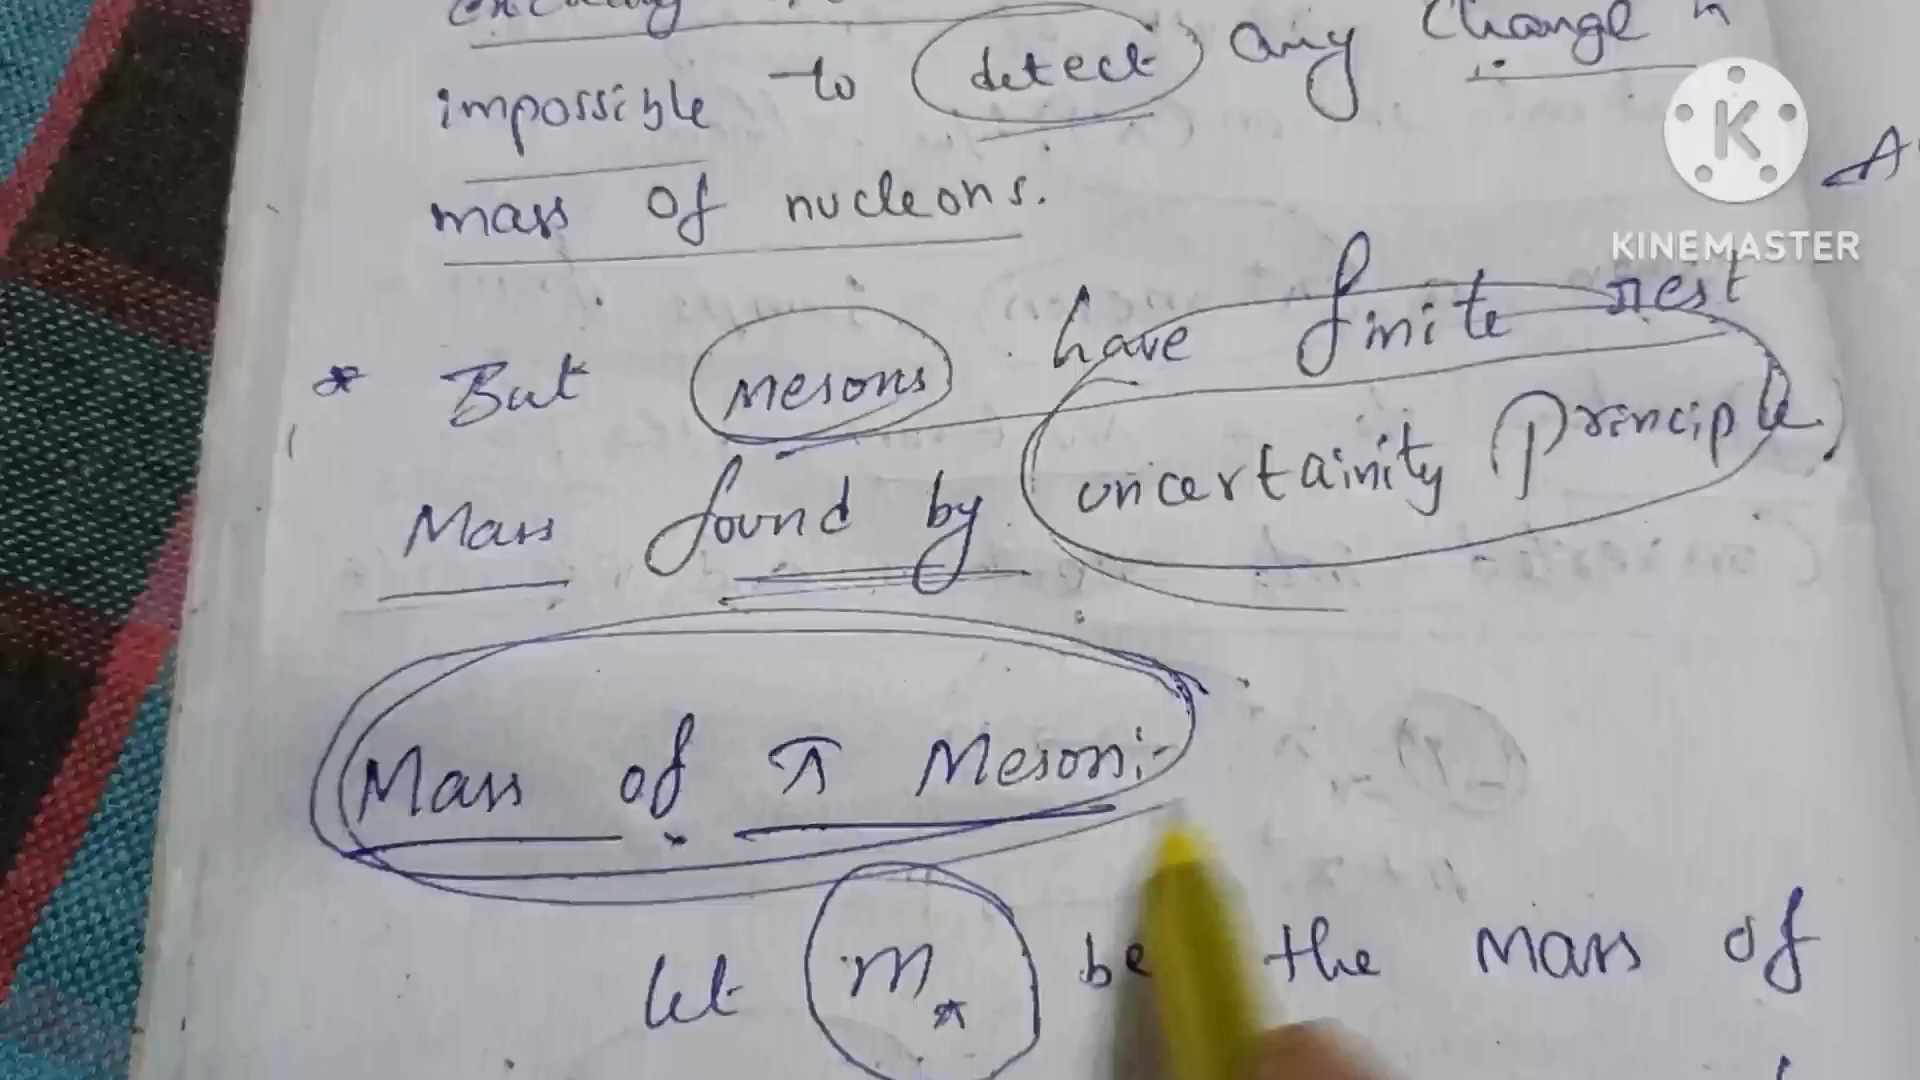 impossible to detect any change in
mass of nucleons.
* But mesons have finite rest
Mass found by uncertainity Principle
Mass of π Meson:-
let mπ be the Mass of
K
KINEMASTER